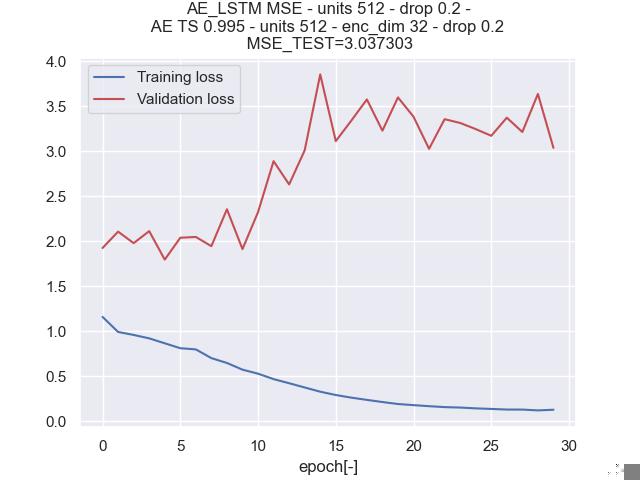 AE_LSTM MSE - units 512 - drop 0.2 -
AE TS 0.995 - units 512 - enc_dim 32 - drop 0.2
MSE_TEST=3.037303
Training loss
Validation loss
4.0
3.5
3.0
2.5
2.0
1.5
1.0
0.5
0.0
0 5 10 15 20 25 30
epoch[-]